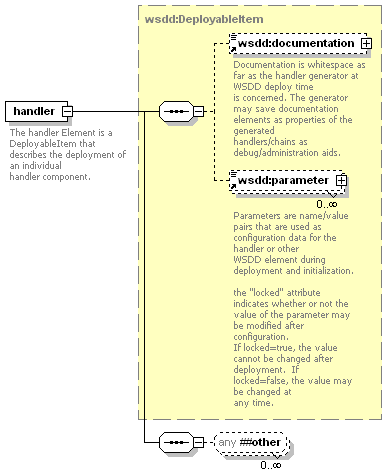 wsdd:DeployableItem
wsdd:documentation
Documentation is whitespace as
far as the handler generator at
WSDD deploy time
is concerned. The generator
may save documentation
elements as properties of the
generated
handlers/chains as
debug/administration aids.
handler
The handler Element is a
DeployableItem that
describes the deployment of
an individual
handler component.
wsdd:parameter
0..∞
Parameters are name/value
pairs that are used as
configuration data for the
handler or other
WSDD element during
deployment and initialization.
the "locked" attribute
indicates whether or not the
value of the parameter may
be modified after
configuration.
If locked=true, the value
cannot be changed after
deployment.  If
locked=false, the value may
be changed at
any time.
any ##other
0..∞